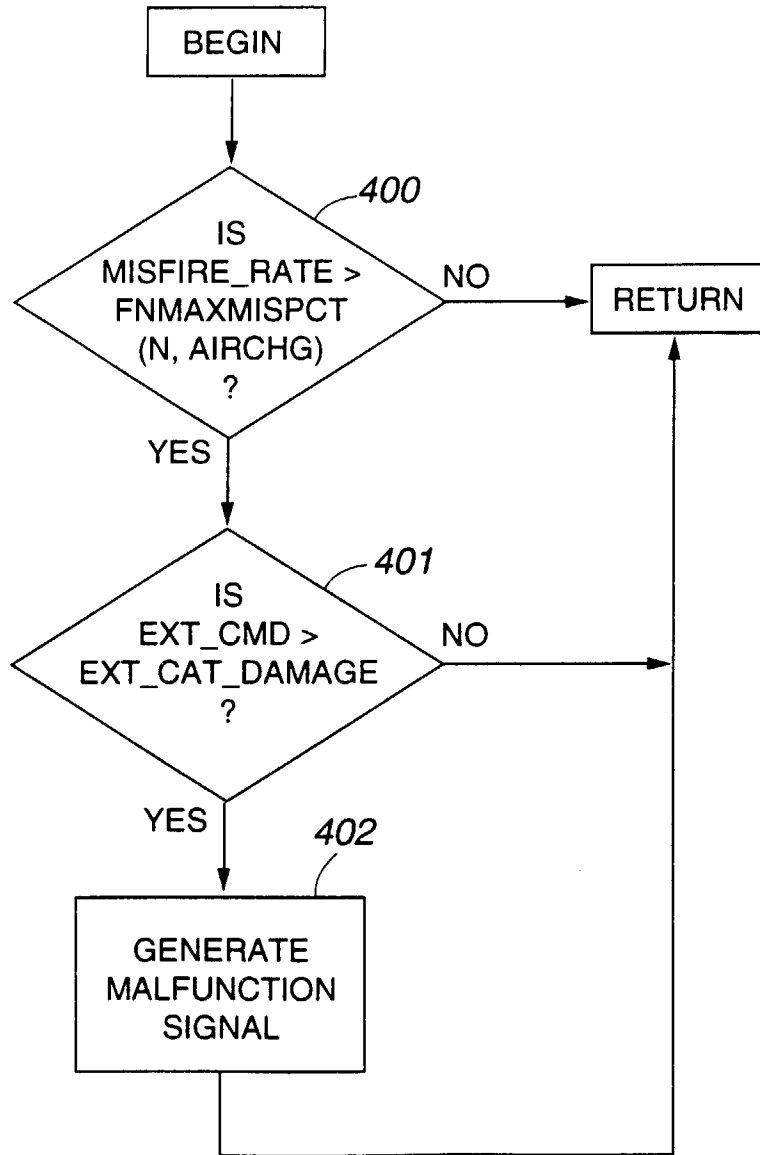 BEGIN
400
IS
MISFIRE_RATE >
FNMAXMISPCT
(N, AIRCHG)
?
NO
RETURN
YES
401
IS
EXT_CMD >
EXT_CAT_DAMAGE
?
NO
YES
402
GENERATE
MALFUNCTION
SIGNAL